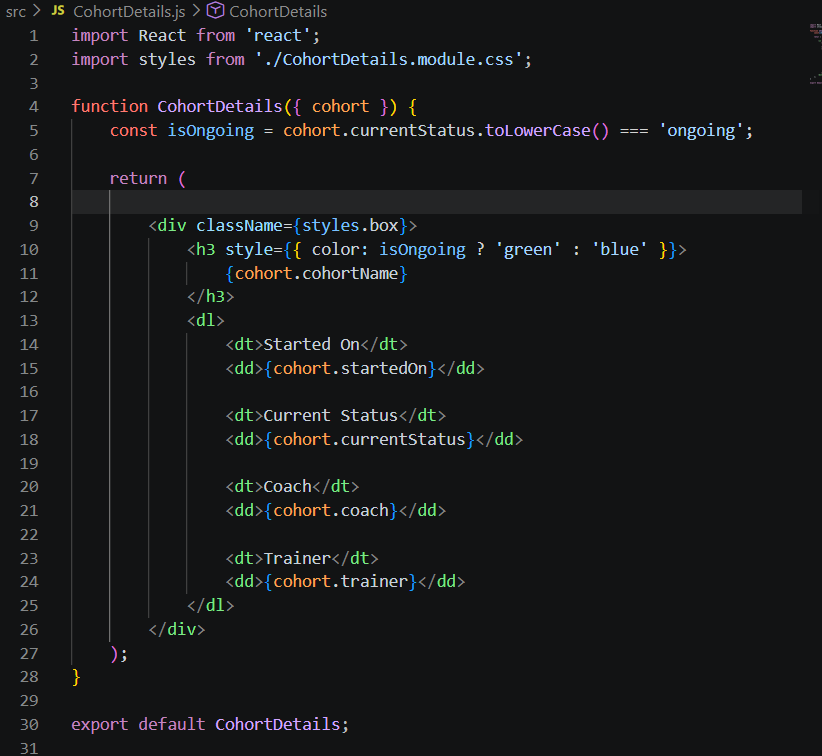 src > JS CohortDetails.js > CohortDetails
1 import React from 'react';
2 import styles from './CohortDetails.module.css';
3
4 function CohortDetails({ cohort }) {
5     const isOngoing = cohort.currentStatus.toLowerCase() === 'ongoing';
6
7     return (
8
9         <div className={styles.box}>
10             <h3 style={{ color: isOngoing ? 'green' : 'blue' }}>
11                 {cohort.cohortName}
12             </h3>
13             <dl>
14                 <dt>Started On</dt>
15                 <dd>{cohort.startedOn}</dd>
16
17                 <dt>Current Status</dt>
18                 <dd>{cohort.currentStatus}</dd>
19
20                 <dt>Coach</dt>
21                 <dd>{cohort.coach}</dd>
22
23                 <dt>Trainer</dt>
24                 <dd>{cohort.trainer}</dd>
25             </dl>
26         </div>
27     );
28 }
29
30 export default CohortDetails;
31